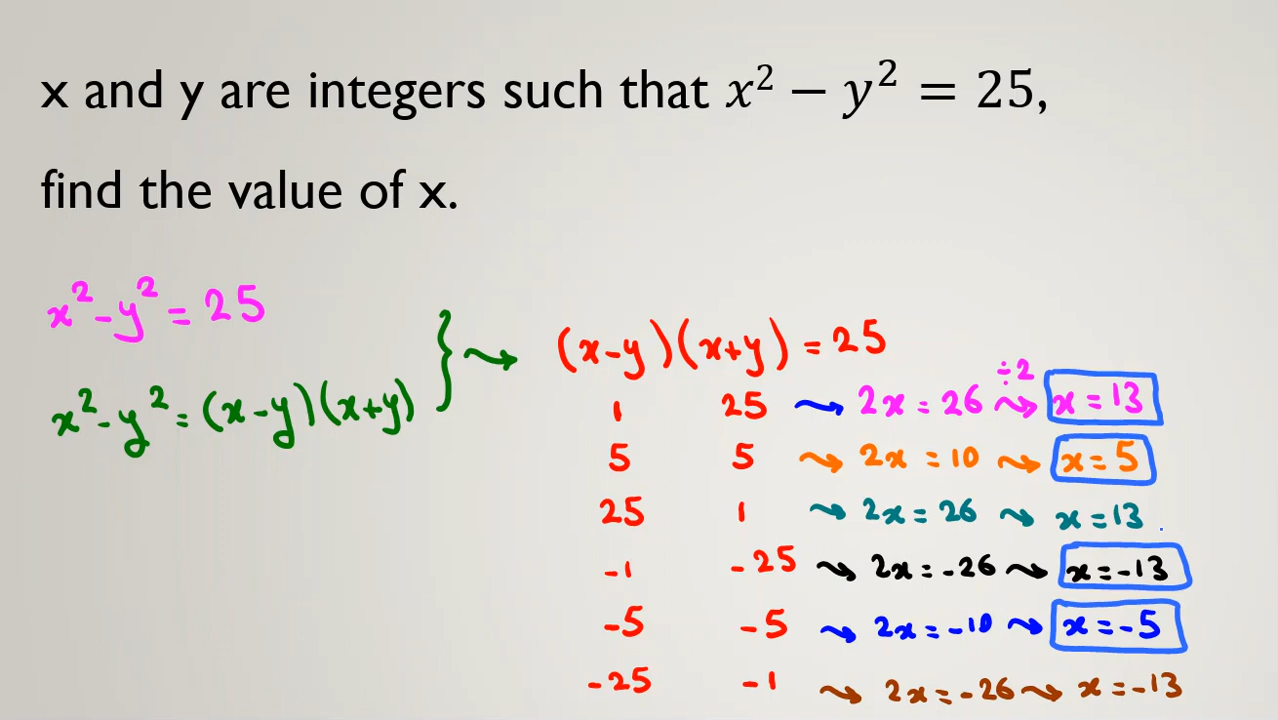 x and y are integers such that x² − y² = 25,
find the value of x.
x² - y² = 25
x² - y² = (x-y)(x+y)
(x-y)(x+y) = 25
1 25 ⇝ 2x = 26 ÷2 ⇝ x = 13
5 5 ⇝ 2x = 10 ⇝ x = 5
25 1 ⇝ 2x = 26 ⇝ x = 13
-1 -25 ⇝ 2x = -26 ⇝ x = -13
-5 -5 ⇝ 2x = -10 ⇝ x = -5
-25 -1 ⇝ 2x = -26 ⇝ x = -13